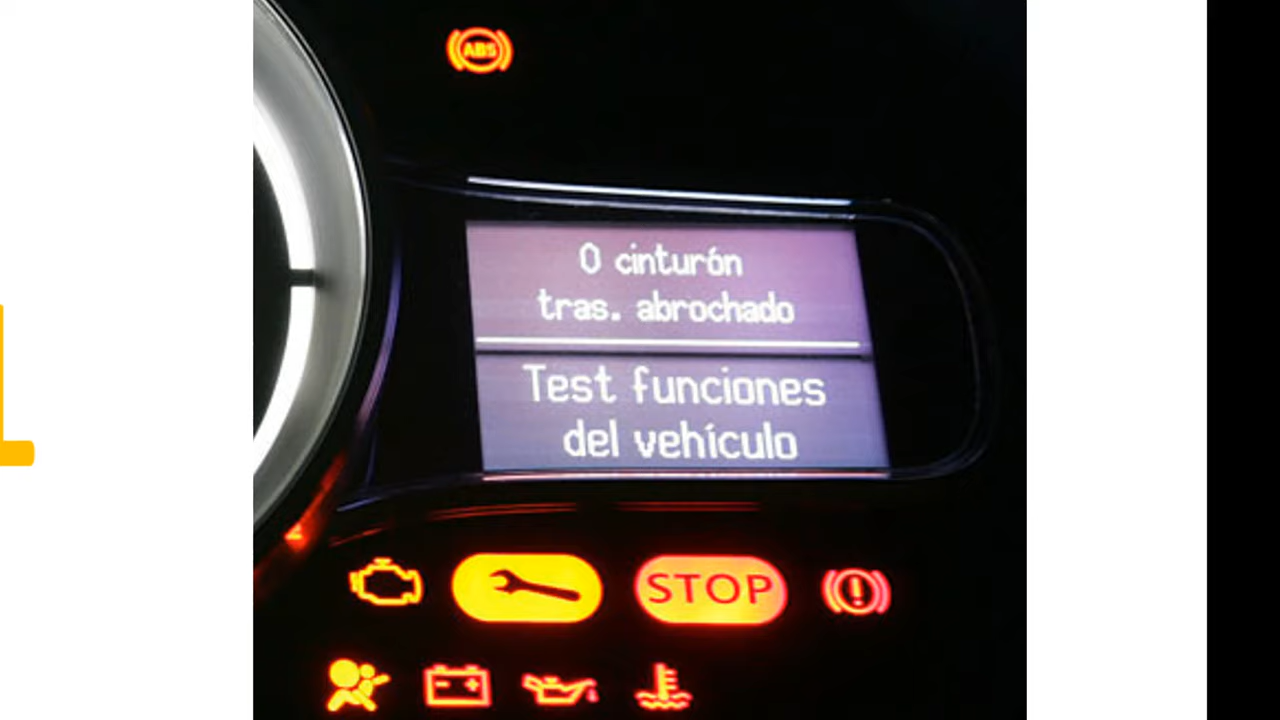 ABS
0 cinturón
tras. abrochado
Test funciones
del vehículo
STOP